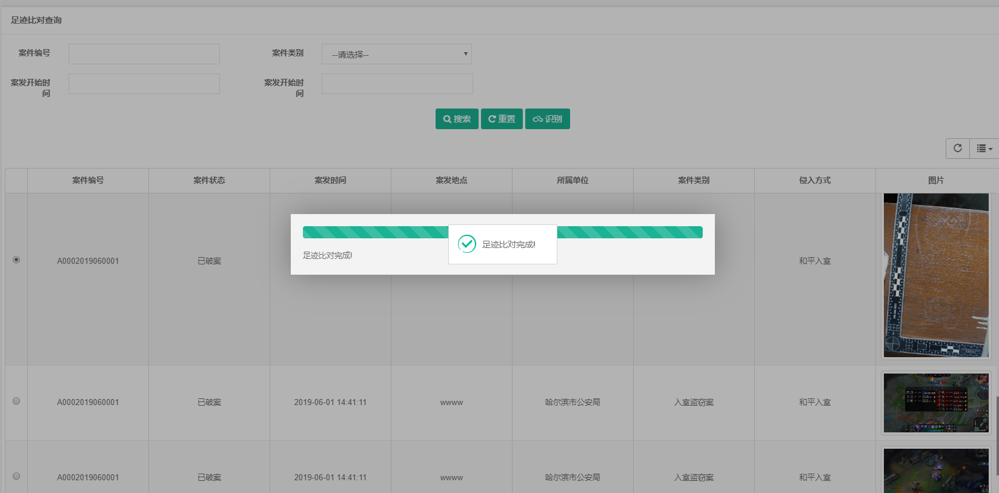 足迹比对查询
案件编号
案件类别 --请选择--
案发开始时
间
案发开始时
间
搜索 重置 识别
案件编号 案件状态 案发时间 案发地点 所属单位 案件类别 侵入方式 图片
足迹比对完成!
足迹比对完成!
A0002019060001 已破案 和平入室
A0002019060001 已破案 2019-06-01 14:41:11 wwww 哈尔滨市公安局 入室盗窃案 和平入室
A0002019060001 已破案 2019-06-01 14:41:11 wwww 哈尔滨市公安局 入室盗窃案 和平入室